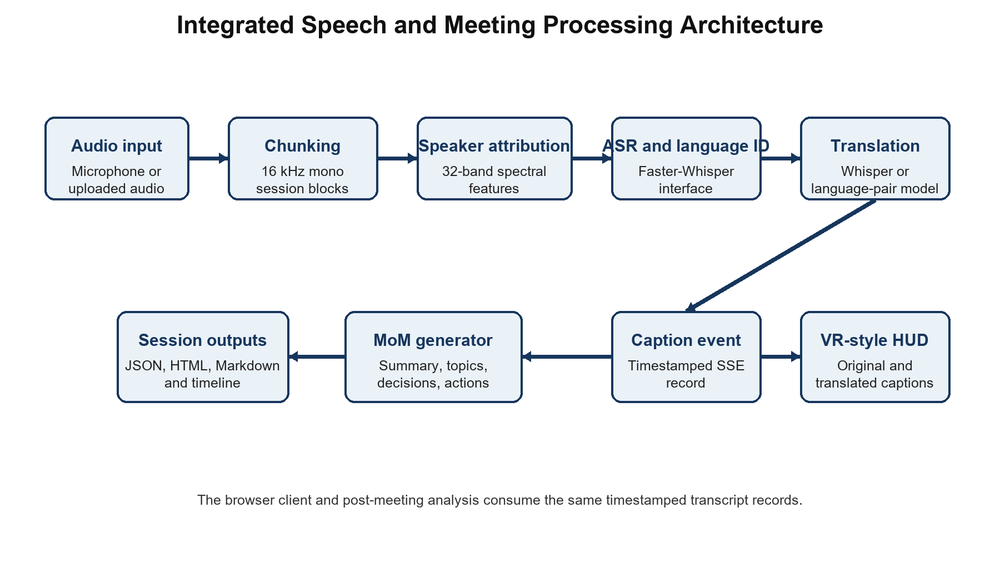 Integrated Speech and Meeting Processing Architecture
Audio input
Microphone or
uploaded audio
Chunking
16 kHz mono
session blocks
Speaker attribution
32-band spectral
features
ASR and language ID
Faster-Whisper
interface
Translation
Whisper or
language-pair model
Session outputs
JSON, HTML, Markdown
and timeline
MoM generator
Summary, topics,
decisions, actions
Caption event
Timestamped SSE
record
VR-style HUD
Original and
translated captions
The browser client and post-meeting analysis consume the same timestamped transcript records.